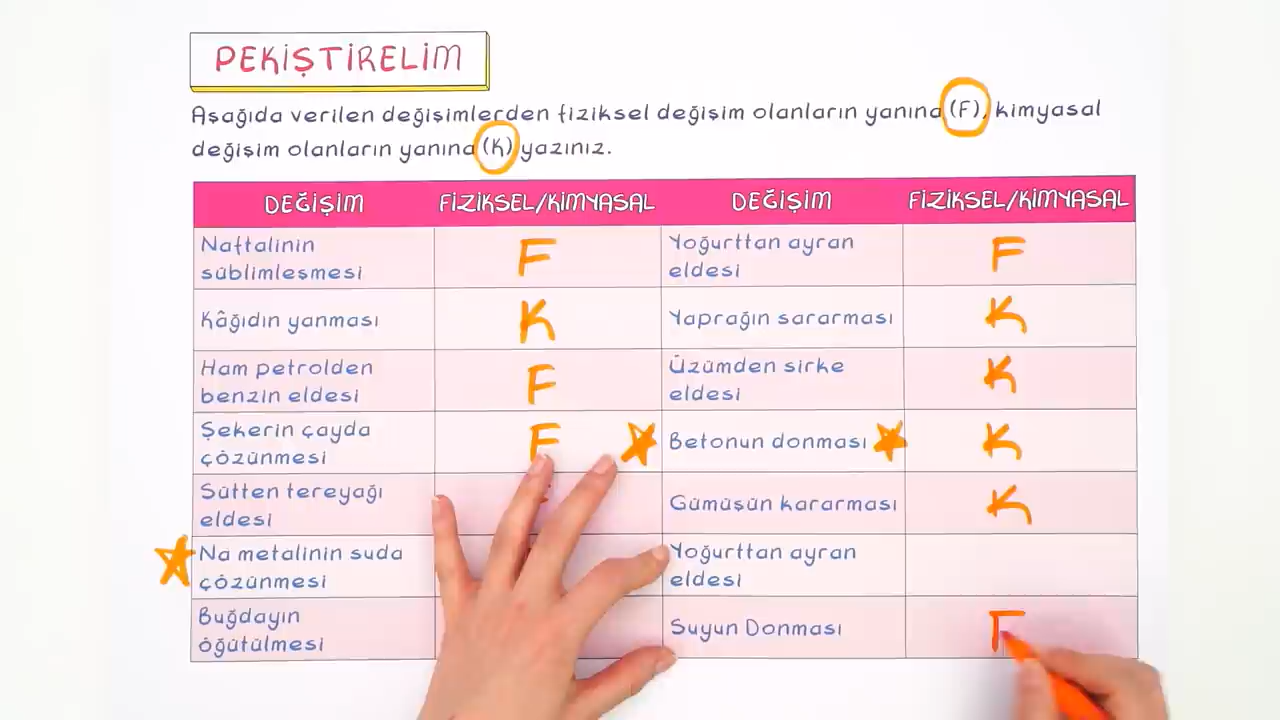 PEKİŞTİRELİM
Aşağıda verilen değişimlerden fiziksel değişim olanların yanına (F), kimyasal
değişim olanların yanına (K) yazınız.
DEĞİŞİM FİZİKSEL/KİMYASAL DEĞİŞİM FİZİKSEL/KİMYASAL
Naftalinin
süblimleşmesi
F
Yoğurttan ayran
eldesi
F
Kâğıdın yanması
K
Yaprağın sararması
K
Ham petrolden
benzin eldesi
F
Üzümden sirke
eldesi
K
Şekerin çayda
çözünmesi
F
Betonun donması
K
Sütten tereyağı
eldesi
Gümüşün kararması
K
Na metalinin suda
çözünmesi
Yoğurttan ayran
eldesi
Buğdayın
öğütülmesi
Suyun Donması